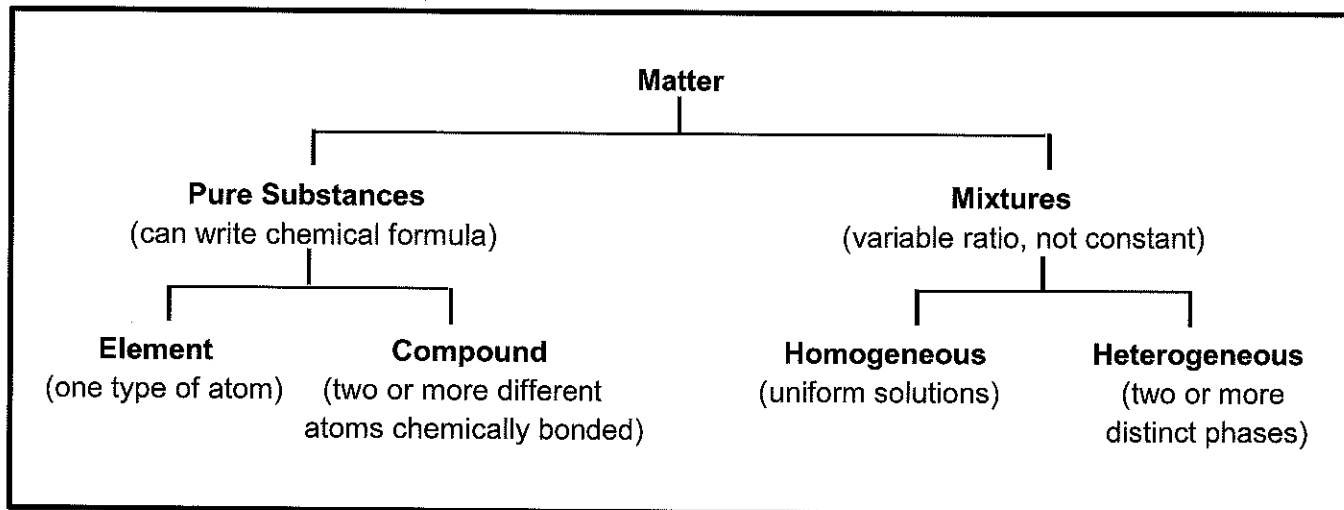 Matter
Pure Substances
(can write chemical formula)
Mixtures
(variable ratio, not constant)
Element
(one type of atom)
Compound
(two or more different
atoms chemically bonded)
Homogeneous
(uniform solutions)
Heterogeneous
(two or more
distinct phases)